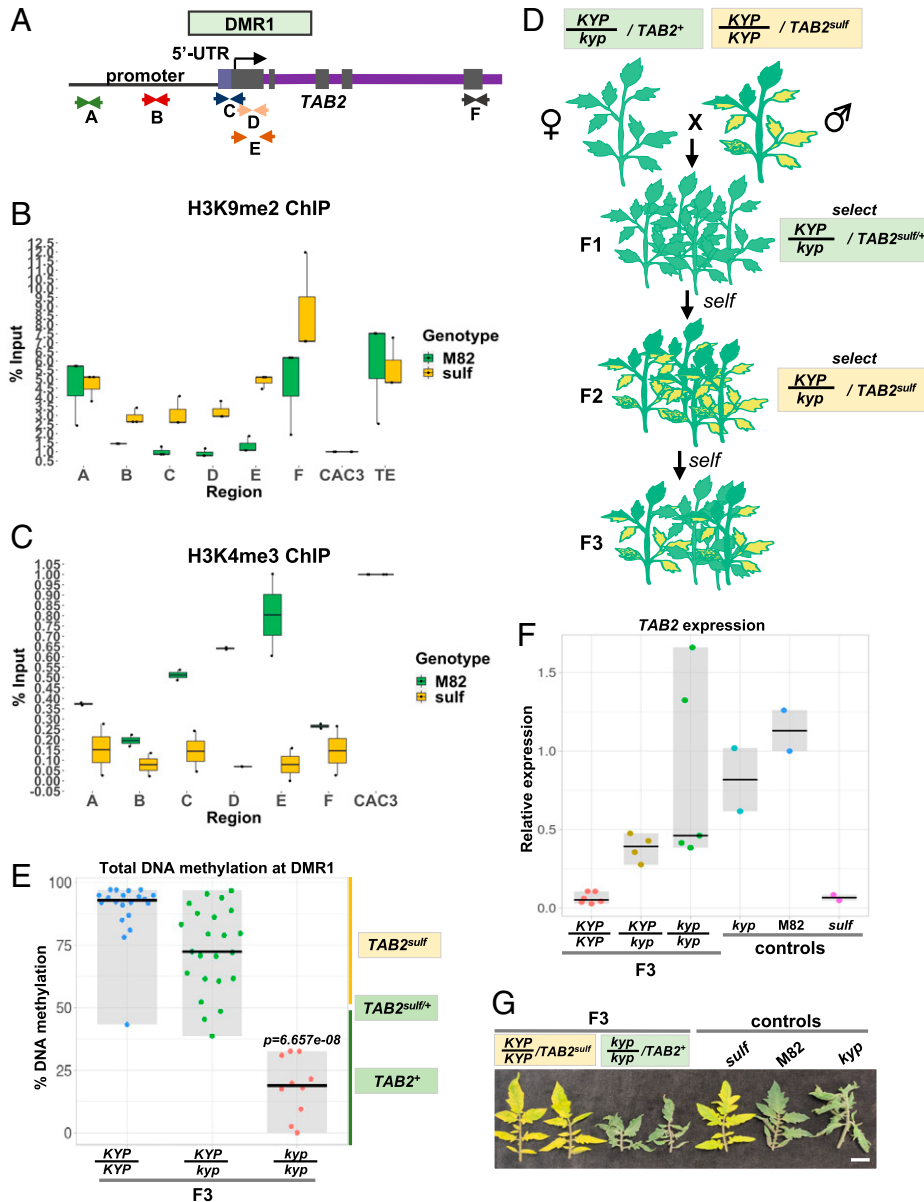 A
DMR1
5'-UTR
promoter
TAB2
A
B
C
D
E
F
B
H3K9me2 ChIP
% Input
12.5
12.0
11.5
11.0
10.5
10.0
9.5
9.0
8.5
8.0
7.5
7.0
6.5
6.0
5.5
5.0
4.5
4.0
3.5
3.0
2.5
2.0
1.5
1.0
0.5
A B C D E F CAC3 TE
Region
Genotype
M82
sulf
C
H3K4me3 ChIP
% Input
1.05
1.00
0.95
0.90
0.85
0.80
0.75
0.70
0.65
0.60
0.55
0.50
0.45
0.40
0.35
0.30
0.25
0.20
0.15
0.10
0.05
0.00
-0.05
A B C D E F CAC3
Region
Genotype
M82
sulf
D
KYP
kyp / TAB2+
KYP
KYP / TAB2sulf
♀ X ♂
F1
select
KYP
kyp / TAB2sulf/+
self
F2
select
KYP
kyp / TAB2sulf
self
F3
E
Total DNA methylation at DMR1
% DNA methylation
100
75
50
25
0
p=6.657e-08
TAB2sulf
TAB2sulf/+
TAB2+
KYP KYP kyp
KYP kyp kyp
F3
F
TAB2 expression
Relative expression
1.5
1.0
0.5
0.0
KYP KYP kyp kyp M82 sulf
KYP kyp kyp controls
F3
G
F3 controls
KYP
KYP /TAB2sulf
kyp
kyp /TAB2+
sulf M82 kyp